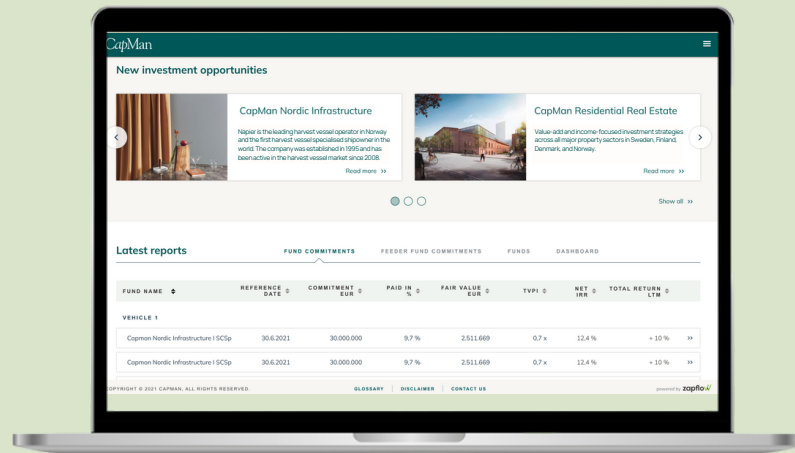 CapMan
New investment opportunities
CapMan Nordic Infrastructure
Napier is the leading harvest vessel operator in Norway
and the first harvest vessel specialised shipowner in the
world. The company was established in 1995 and has
been active in the harvest vessel market since 2008.
Read more »
CapMan Residential Real Estate
Value-add and income-focused investment strategies
across all major property sectors in Sweden, Finland,
Denmark, and Norway.
Read more »
Show all »
Latest reports
FUND COMMITMENTS
FEEDER FUND COMMITMENTS
FUNDS
DASHBOARD
FUND NAME
REFERENCE
DATE
COMMITMENT
EUR
PAID IN
%
FAIR VALUE
EUR
TVPI
NET
IRR
TOTAL RETURN
LTM
VEHICLE 1
Capmon Nordic Infrastructure I SCSp 30.6.2021 30.000.000 9,7 % 2.511.669 0,7 x 12,4 % + 10 % »
Capmon Nordic Infrastructure I SCSp 30.6.2021 30.000.000 9,7 % 2.511.669 0,7 x 12,4 % + 10 % »
OPYRIGHT © 2021 CAPMAN. ALL RIGHTS RESERVED.
GLOSSARY | DISCLAIMER | CONTACT US
powered by zapflow